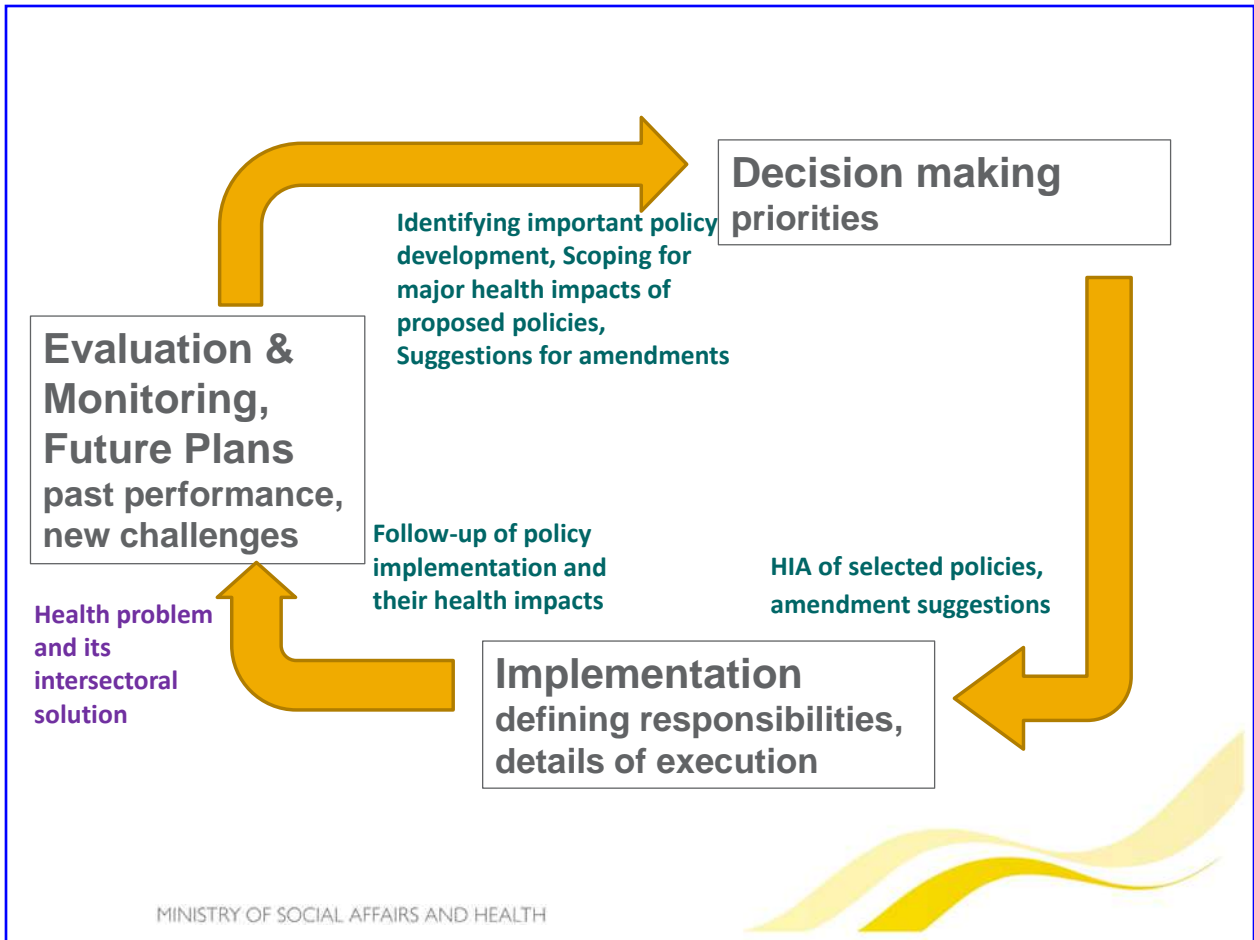 Decision making
priorities
Identifying important policy
development, Scoping for
major health impacts of
proposed policies,
Suggestions for amendments
Evaluation &
Monitoring,
Future Plans
past performance,
new challenges
Follow-up of policy
implementation and
their health impacts
HIA of selected policies,
amendment suggestions
Health problem
and its
intersectoral
solution
Implementation
defining responsibilities,
details of execution
MINISTRY OF SOCIAL AFFAIRS AND HEALTH